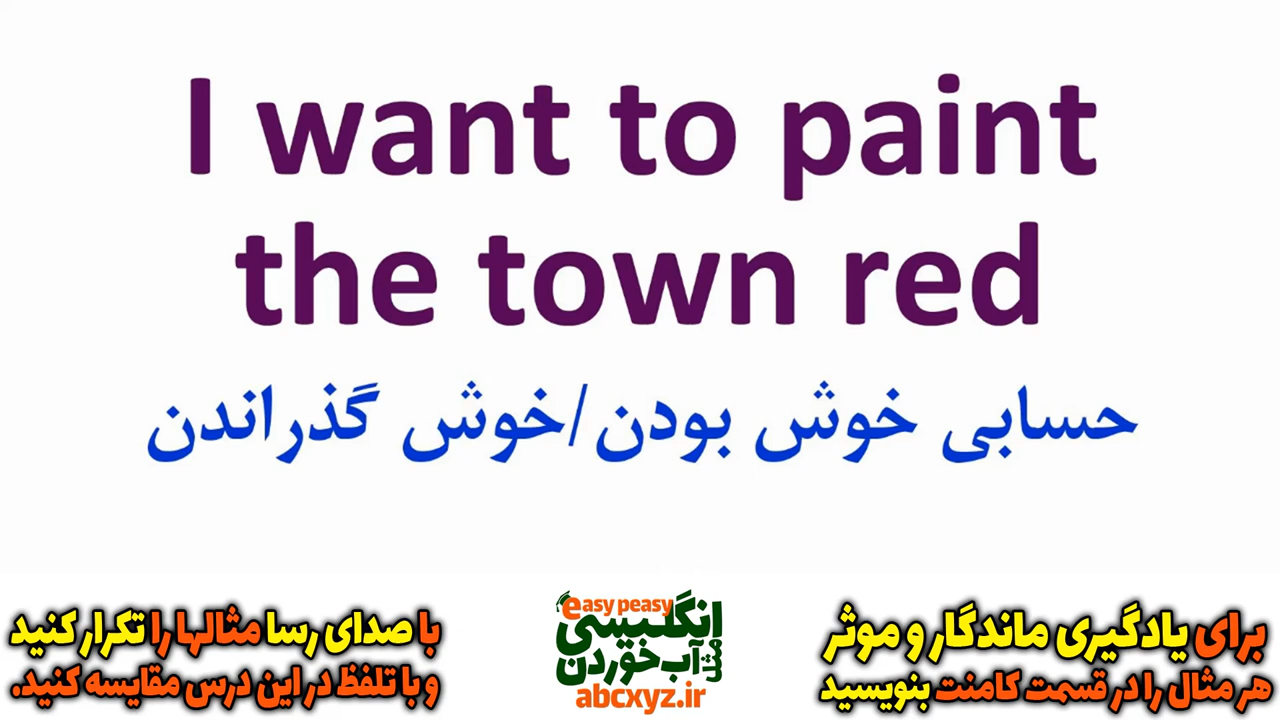 I want to paint
the town red
حسابی خوش بودن/خوش گذراندن
برای یادگیری ماندگار و موثر
هر مثال را در قسمت کامنت بنویسید
easy peasy
انگلیسی
مثل آب خوردن
abcxyz.ir
با صدای رسا مثالها را تکرار کنید
و با تلفظ در این درس مقایسه کنید.